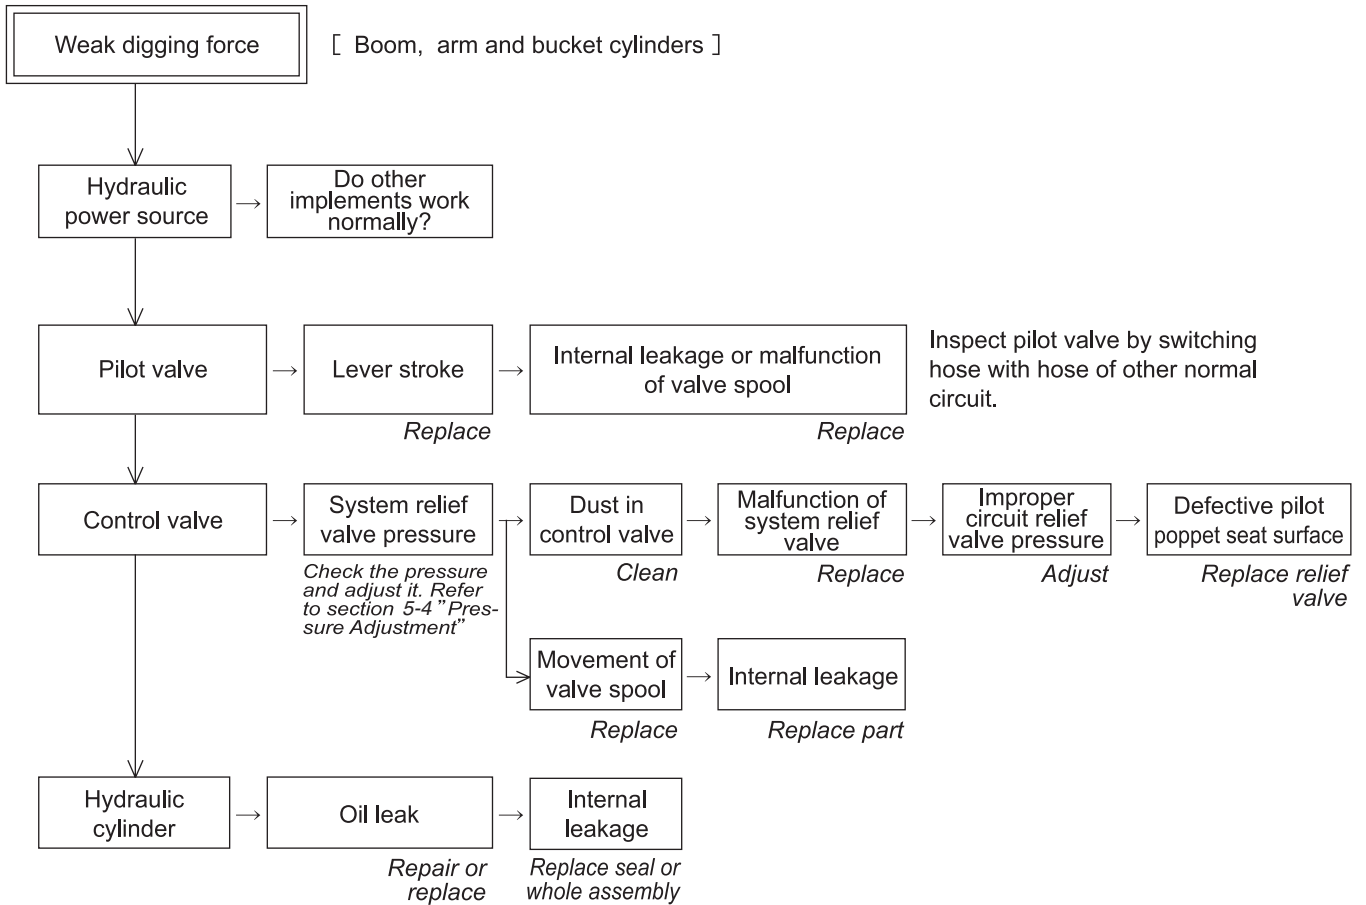 Weak digging force
[ Boom, arm and bucket cylinders ]
Hydraulic
power source
Do other
implements work
normally?
Pilot valve
Lever stroke
Replace
Internal leakage or malfunction
of valve spool
Replace
Inspect pilot valve by switching
hose with hose of other normal
circuit.
Control valve
System relief
valve pressure
Check the pressure
and adjust it. Refer
to section 5-4 "Pres-
sure Adjustment"
Dust in
control valve
Clean
Malfunction of
system relief
valve
Replace
Improper
circuit relief
valve pressure
Adjust
Defective pilot
poppet seat surface
Replace relief
valve
Movement of
valve spool
Replace
Internal leakage
Replace part
Hydraulic
cylinder
Oil leak
Repair or
replace
Internal
leakage
Replace seal or
whole assembly